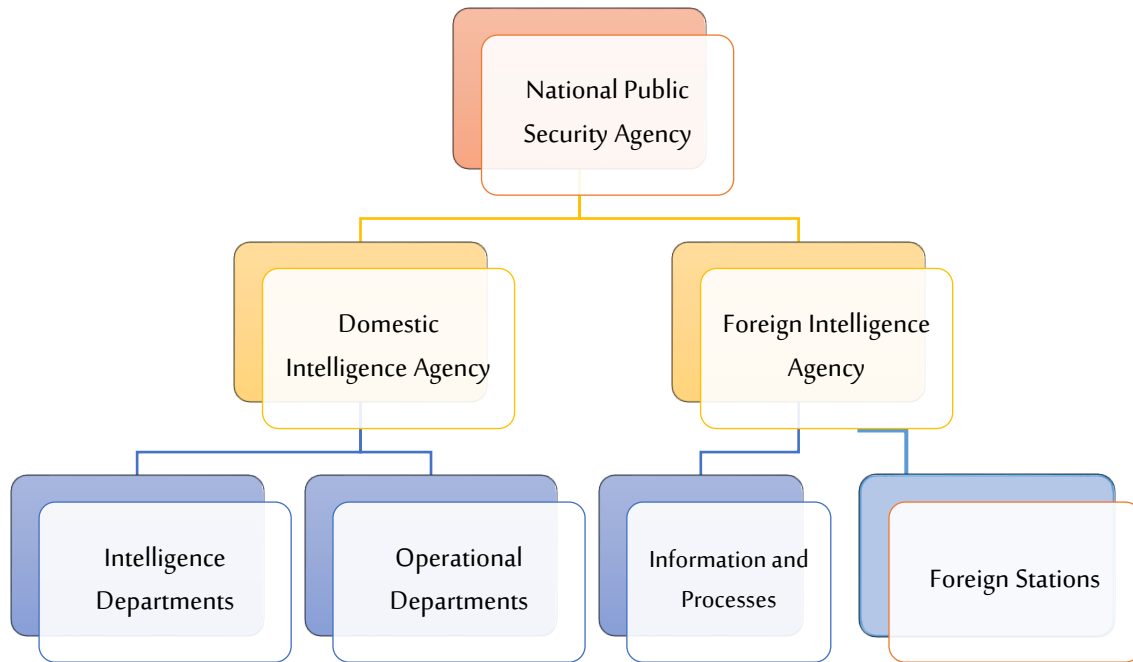 National Public
Security Agency
Domestic
Intelligence Agency
Foreign Intelligence
Agency
Intelligence
Departments
Operational
Departments
Information and
Processes
Foreign Stations